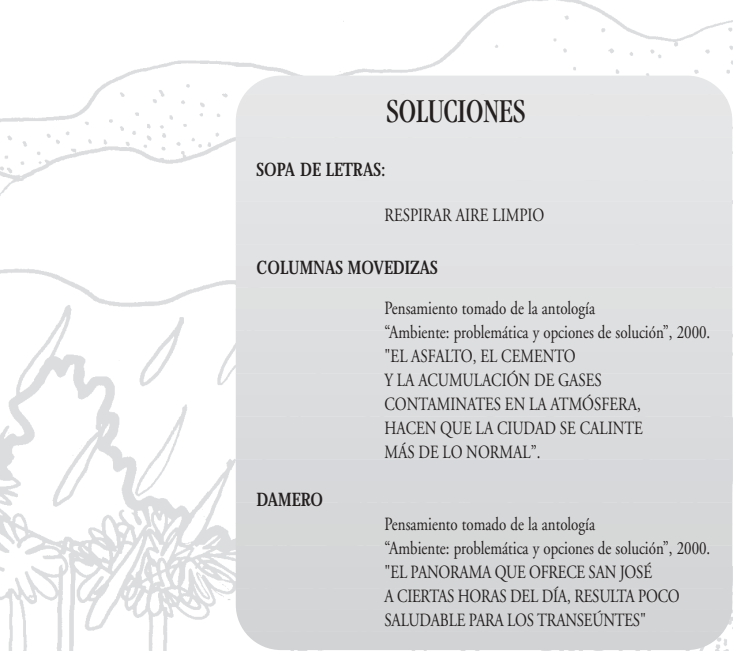 SOLUCIONES
SOPA DE LETRAS:
RESPIRAR AIRE LIMPIO
COLUMNAS MOVEDIZAS
Pensamiento tomado de la antología
“Ambiente: problemática y opciones de solución”, 2000.
"EL ASFALTO, EL CEMENTO
Y LA ACUMULACIÓN DE GASES
CONTAMINATES EN LA ATMÓSFERA,
HACEN QUE LA CIUDAD SE CALINTE
MÁS DE LO NORMAL”.
DAMERO
Pensamiento tomado de la antología
“Ambiente: problemática y opciones de solución”, 2000.
"EL PANORAMA QUE OFRECE SAN JOSÉ
A CIERTAS HORAS DEL DÍA, RESULTA POCO
SALUDABLE PARA LOS TRANSEÚNTES"